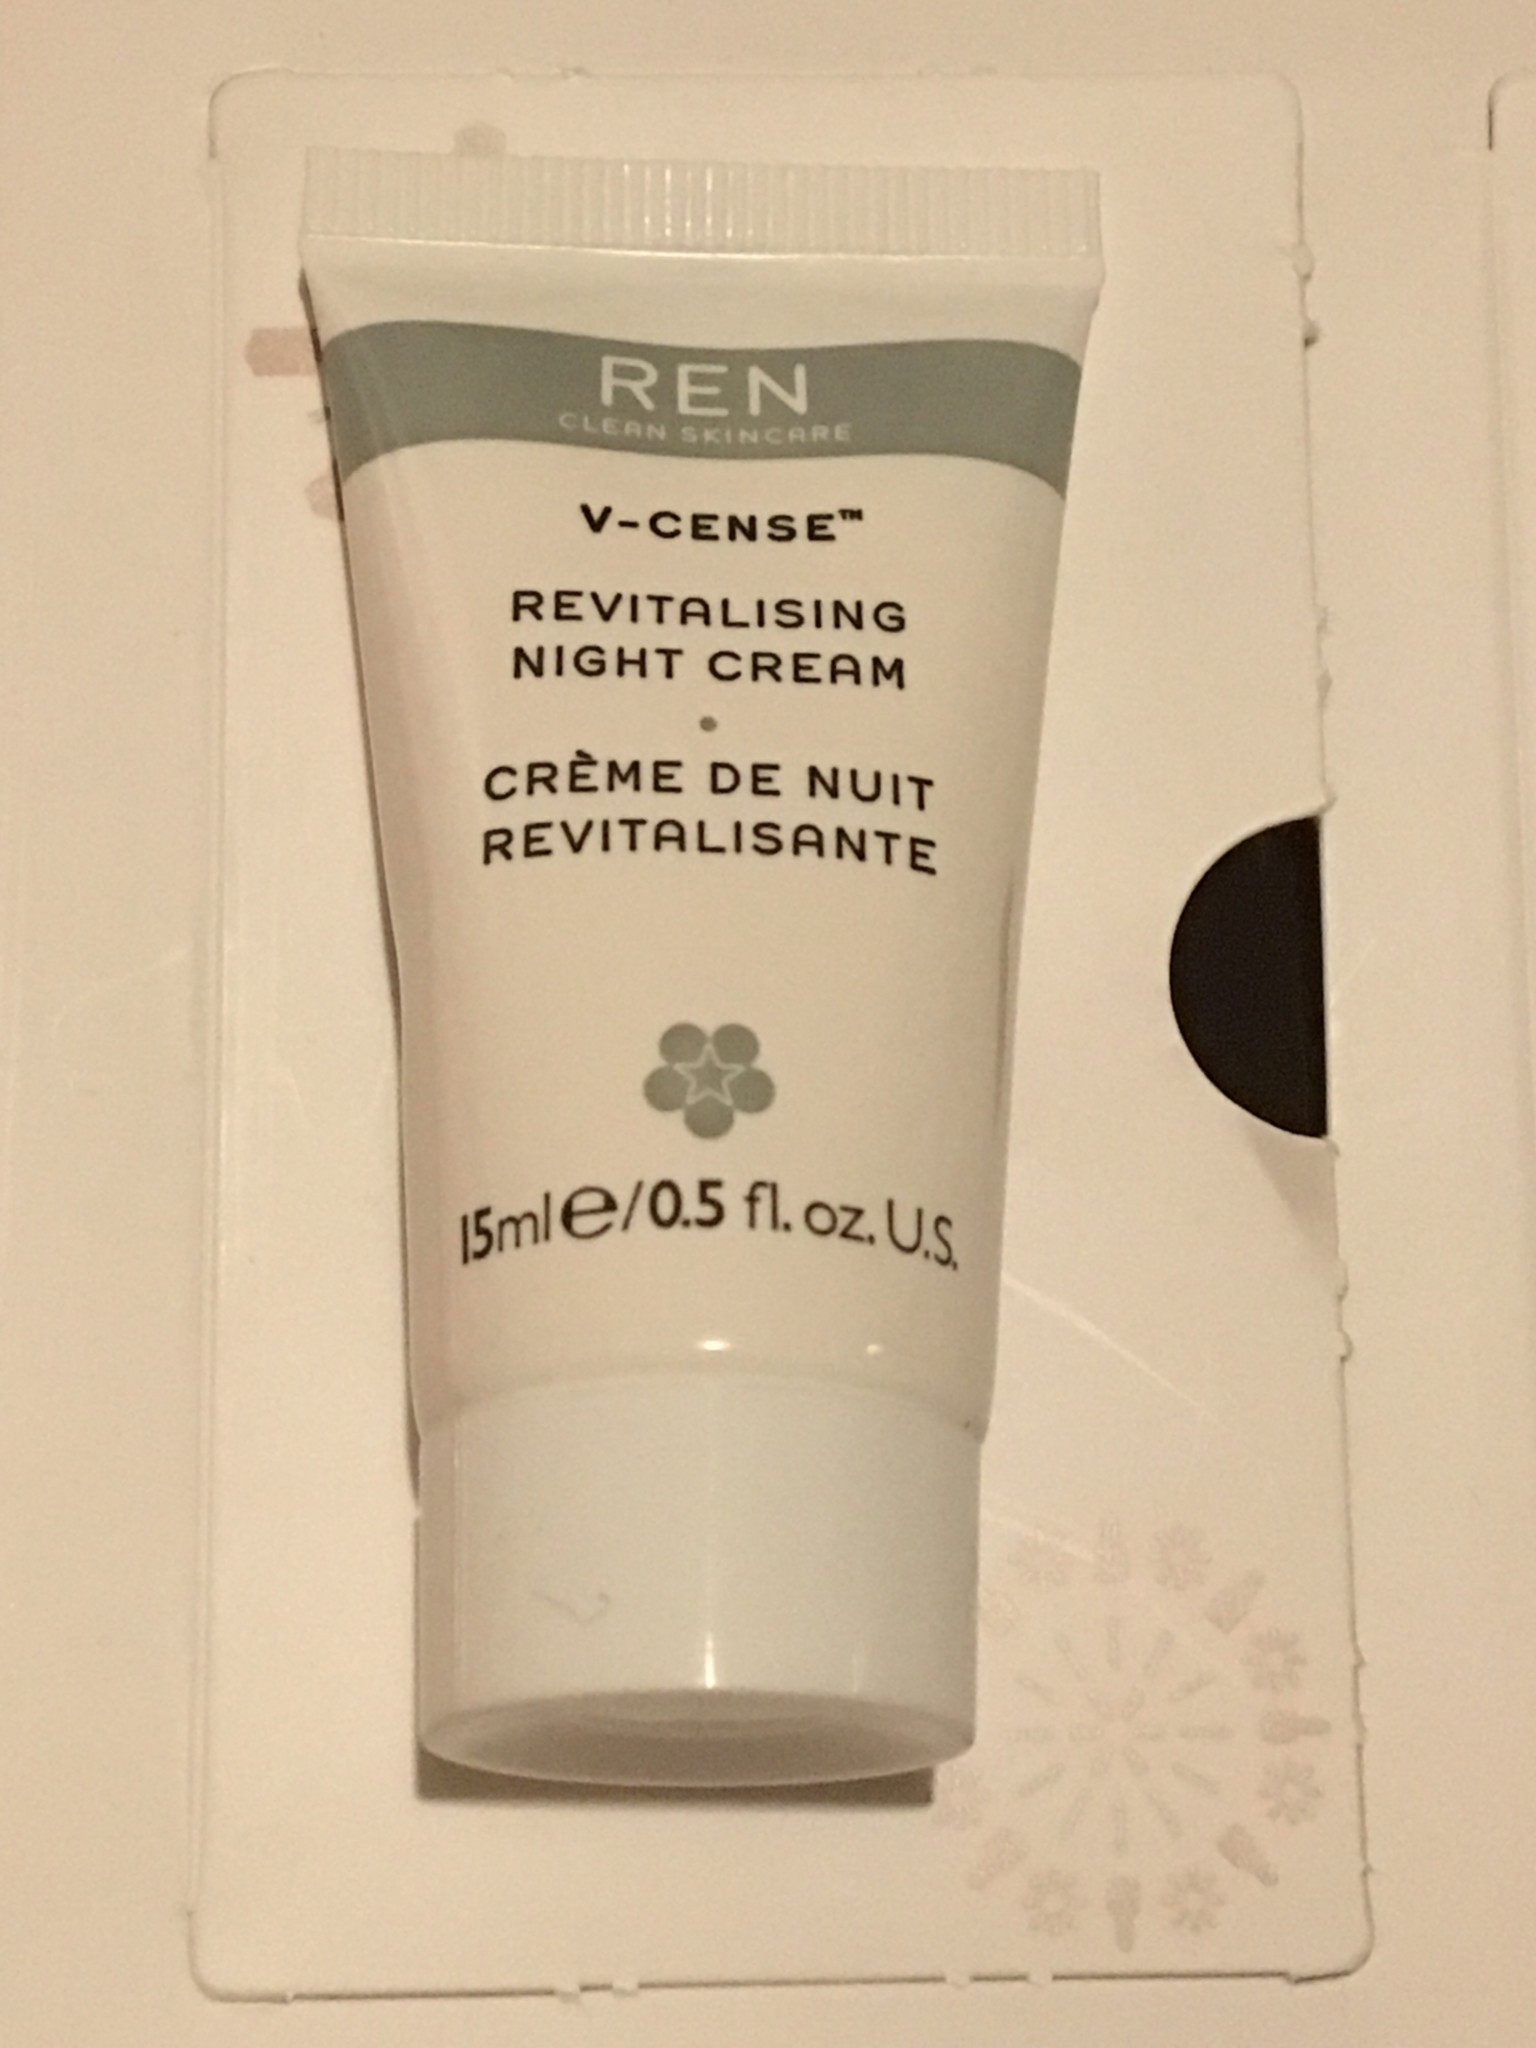 REN
CLEAN SKINCARE
V-CENSE™
REVITALISING
NIGHT CREAM
•
CRÈME DE NUIT
REVITALISANTE
15ml℮/0.5 fl. oz. U.S.